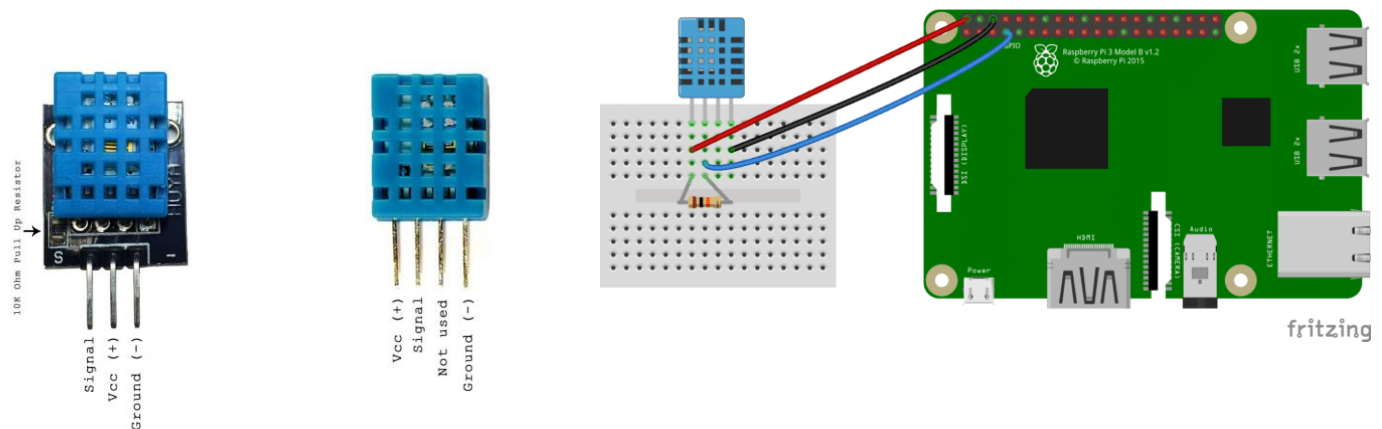 10K Ohm Pull Up Resistor
S
-
HUYA
Signal
Vcc (+)
Ground (-)
Vcc (+)
Signal
Not used
Ground (-)
GPIO
Raspberry Pi 3 Model B v1.2
© Raspberry Pi 2015
USB 2x
USB 2x
DSI (DISPLAY)
CSI (CAMERA)
HDMI
Audio
ETHERNET
Power
fritzing